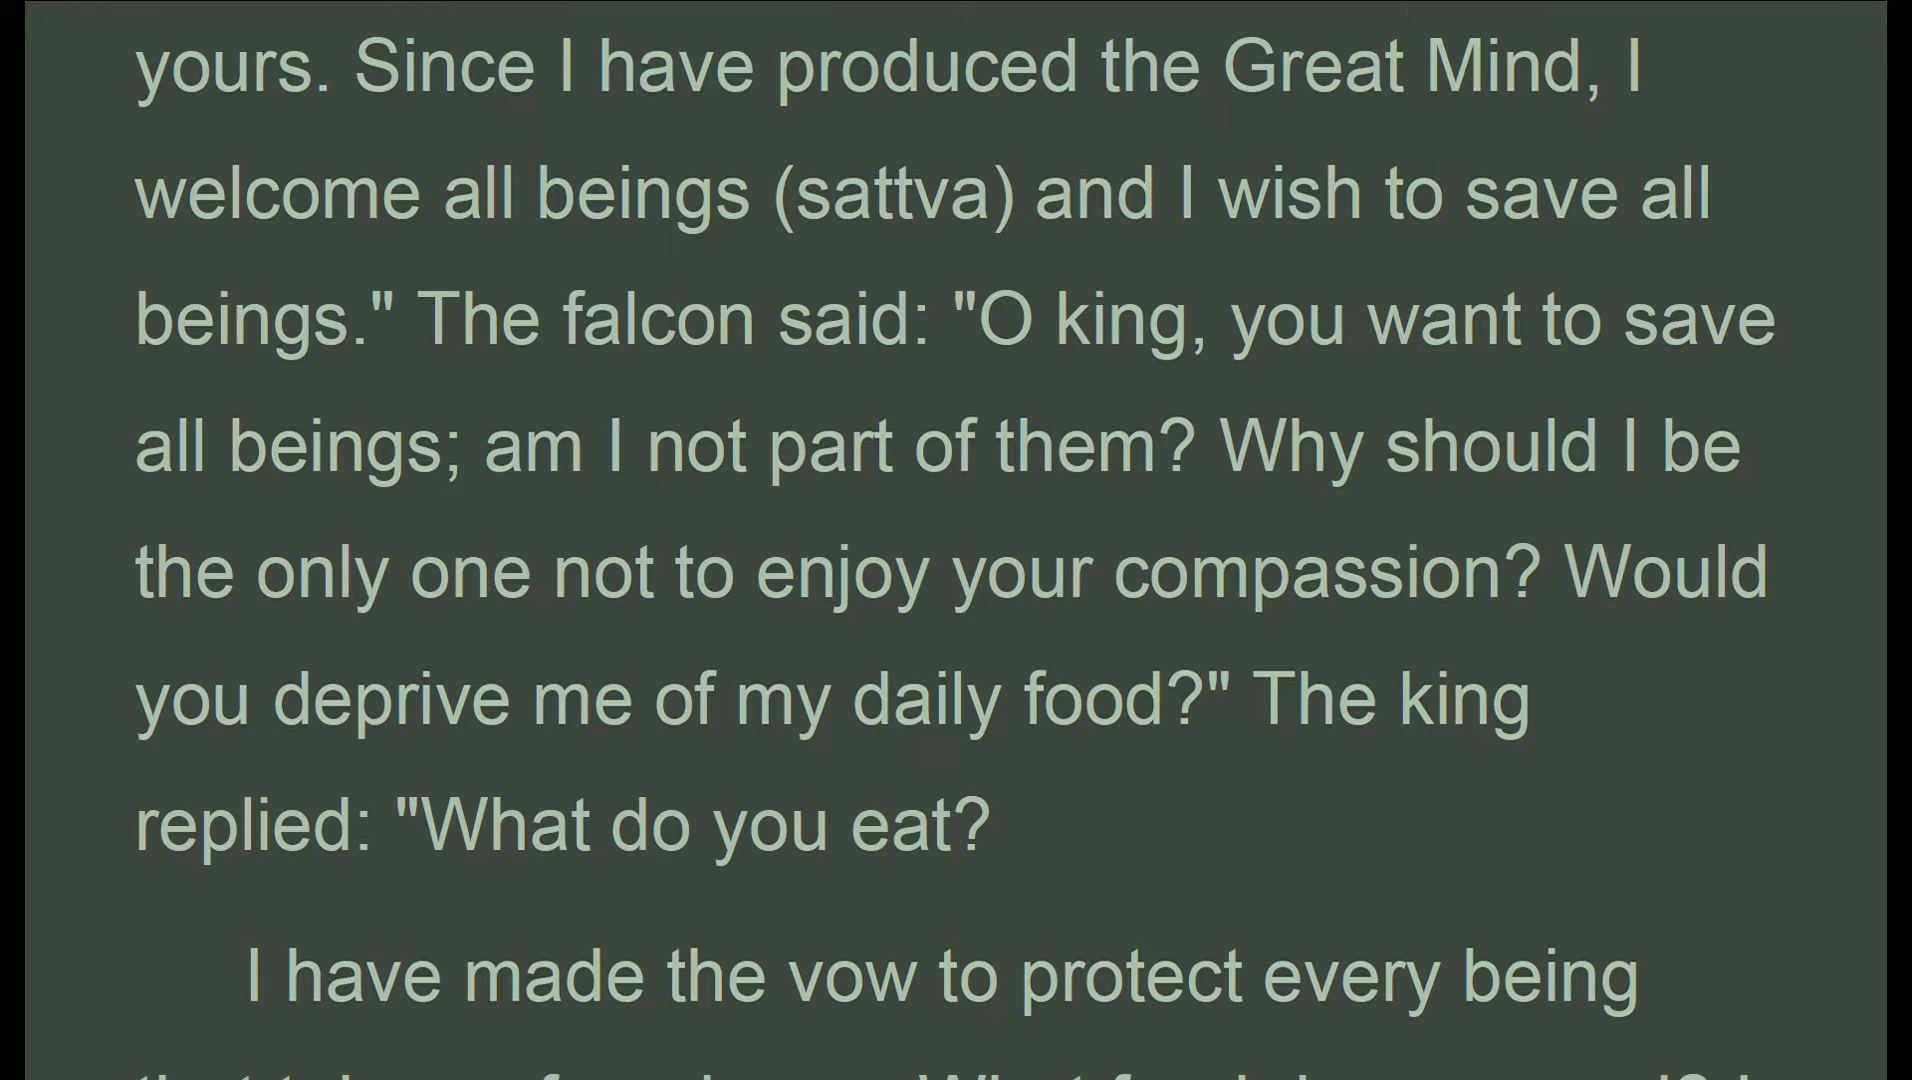 yours. Since I have produced the Great Mind, I
welcome all beings (sattva) and I wish to save all
beings." The falcon said: "O king, you want to save
all beings; am I not part of them? Why should I be
the only one not to enjoy your compassion? Would
you deprive me of my daily food?" The king
replied: "What do you eat?
I have made the vow to protect every being